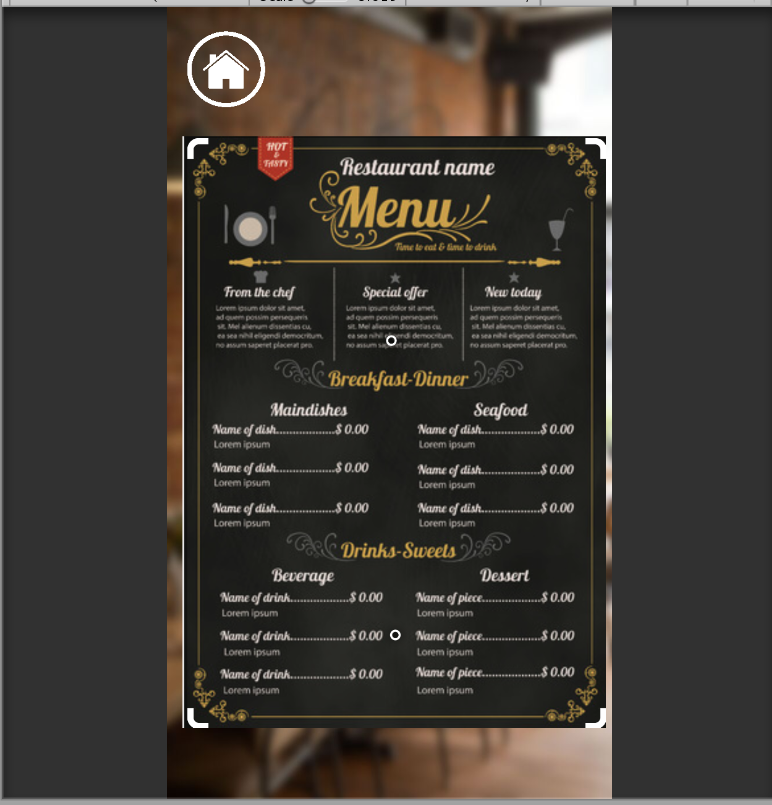 HOT
&
TASTY
Restaurant name
Menu
Time to eat & time to drink
From the chef
Lorem ipsum dolor sit amet,
ad quem possim persequeris
sit. Mel alienum dissentias cu,
ea sea nihil eligendi democritum,
no assum saperet placerat pro.
Special offer
Lorem ipsum dolor sit amet,
ad quem possim persequeris
sit. Mel alienum dissentias cu,
ea sea nihil eligendi democritum,
no assum saperet placerat pro.
New today
Lorem ipsum dolor sit amet,
ad quem possim persequeris
sit. Mel alienum dissentias cu,
ea sea nihil eligendi democritum,
no assum saperet placerat pro.
Breakfast-Dinner
Maindishes
Name of dish....................$ 0.00
Lorem ipsum
Name of dish....................$ 0.00
Lorem ipsum
Name of dish....................$ 0.00
Lorem ipsum
Seafood
Name of dish....................$ 0.00
Lorem ipsum
Name of dish....................$ 0.00
Lorem ipsum
Name of dish....................$ 0.00
Lorem ipsum
Drinks-Sweets
Beverage
Name of drink....................$ 0.00
Lorem ipsum
Name of drink....................$ 0.00
Lorem ipsum
Name of drink....................$ 0.00
Lorem ipsum
Dessert
Name of piece....................$ 0.00
Lorem ipsum
Name of piece....................$ 0.00
Lorem ipsum
Name of piece....................$ 0.00
Lorem ipsum